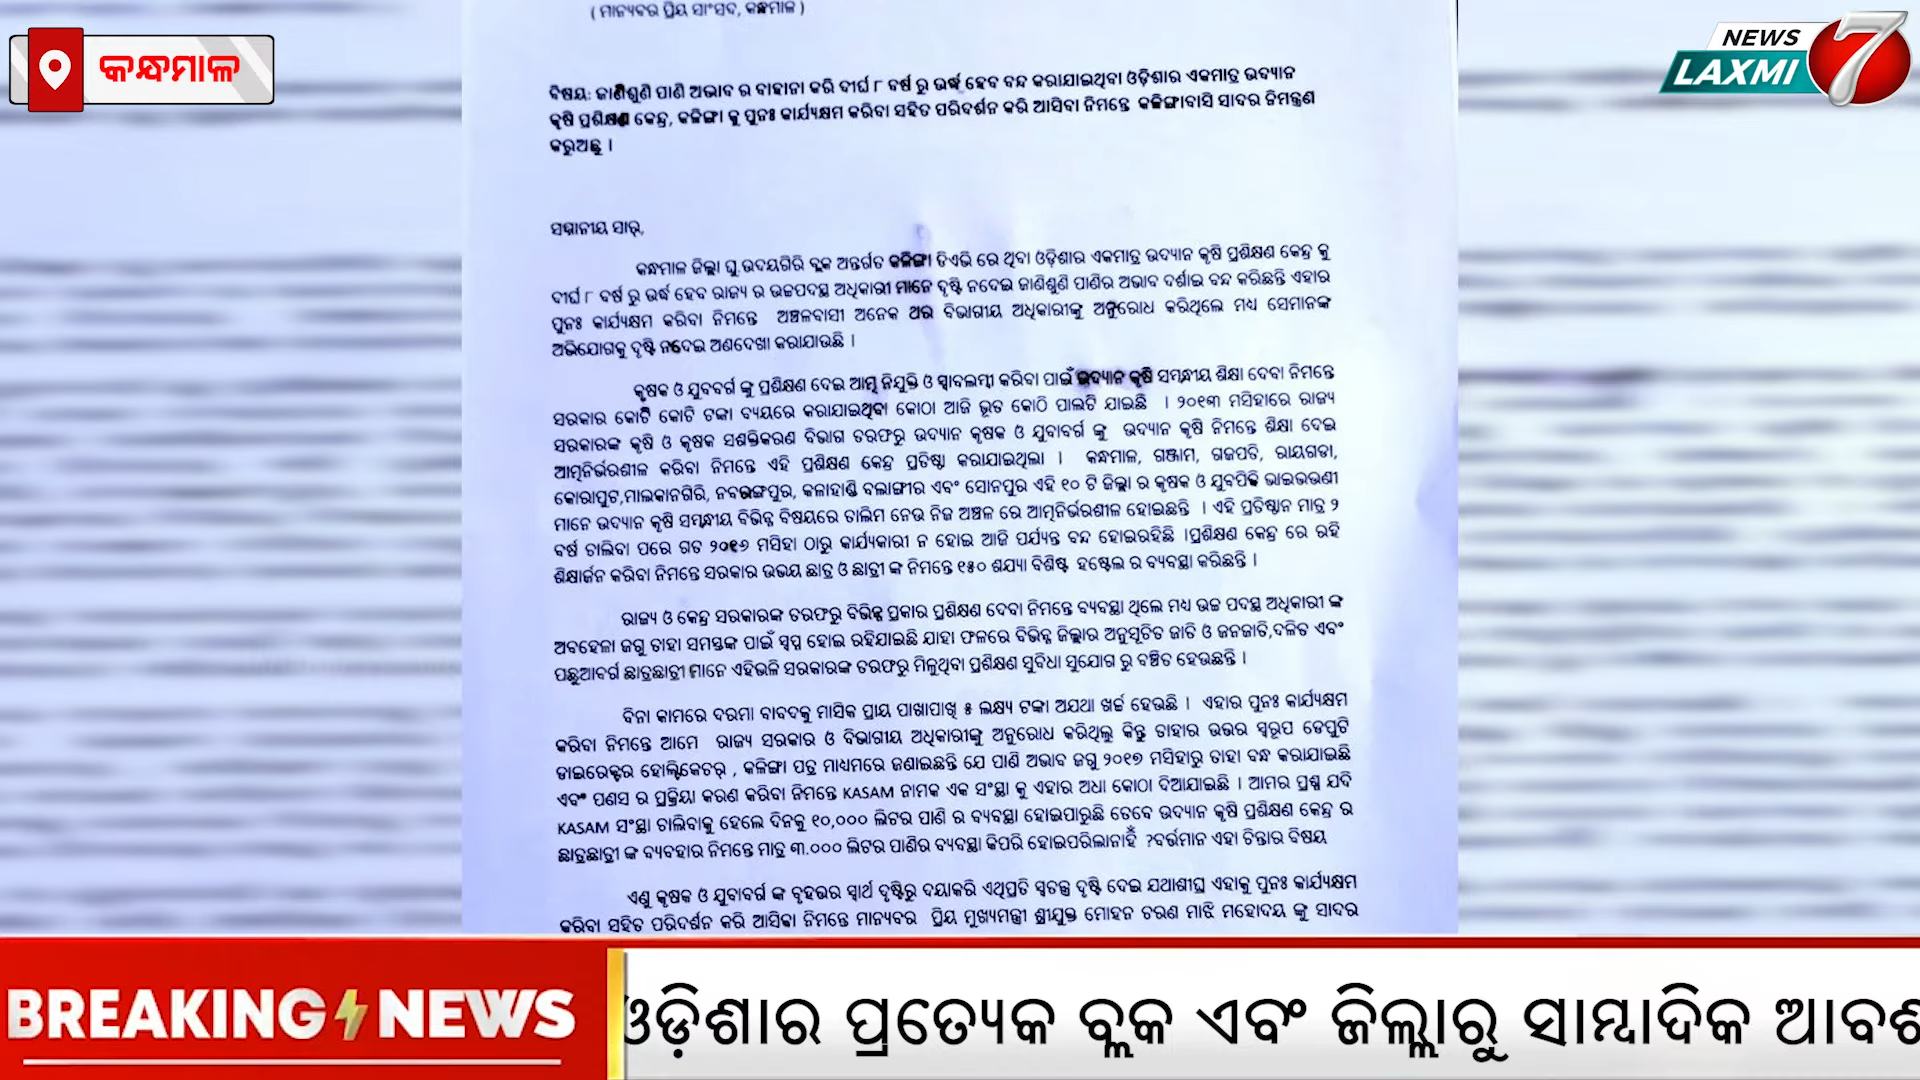 ( ମାନ୍ୟବର ପ୍ରିୟ ସାଂସଦ, କନ୍ଧମାଳ )
କନ୍ଧମାଳ
NEWS
LAXMI 7
ବିଷୟ: ଜାଣିଶୁଣି ପାଣି ଅଭାବ ର ବାହାନା କରି ଦୀର୍ଘ ୮ ବର୍ଷ ରୁ ଉର୍ଦ୍ଧ ହେବ ବନ୍ଦ କରାଯାଇଥିବା ଓଡ଼ିଶାର ଏକମାତ୍ର ଉଦ୍ୟାନ
କୃଷି ପ୍ରଶିକ୍ଷଣ କେନ୍ଦ୍ର, କଳିଙ୍ଗା କୁ ପୁନଃ କାର୍ଯ୍ୟକ୍ଷମ କରିବା ସହିତ ପରିଦର୍ଶନ କରି ଆସିବା ନିମନ୍ତେ କଳିଙ୍ଗାବାସି ସାଦର ନିମନ୍ତ୍ରଣ
କରୁଅଛୁ ।
ସମ୍ମାନୀୟ ସାର୍,
କନ୍ଧମାଳ ଜିଲ୍ଲା ଘୁ.ଉଦୟଗିରି ବ୍ଲକ ଅନ୍ତର୍ଗତ କଳିଙ୍ଗା ଡିଏଭି ରେ ଥିବା ଓଡ଼ିଶାର ଏକମାତ୍ର ଉଦ୍ୟାନ କୃଷି ପ୍ରଶିକ୍ଷଣ କେନ୍ଦ୍ର କୁ
ଦୀର୍ଘ ୮ ବର୍ଷ ରୁ ଉର୍ଦ୍ଧ ହେବ ରାଜ୍ୟ ର ଉଚ୍ଚପଦସ୍ଥ ଅଧିକାରୀ ମାନେ ଦୃଷ୍ଟି ନଦେଇ ଜାଣିଶୁଣି ପାଣିର ଅଭାବ ଦର୍ଶାଇ ବନ୍ଦ କରିଛନ୍ତି ଏହାର
ପୁନଃ କାର୍ଯ୍ୟକ୍ଷମ କରିବା ନିମନ୍ତେ ଅଞ୍ଚଳବାସୀ ଅନେକ ଥର ବିଭାଗୀୟ ଅଧିକାରୀଙ୍କୁ ଅନୁରୋଧ କରିଥିଲେ ମଧ୍ୟ ସେମାନଙ୍କ
ଅଭିଯୋଗକୁ ଦୃଷ୍ଟି ନଦେଇ ଅଣଦେଖା କରାଯାଉଛି ।
କୃଷକ ଓ ଯୁବବର୍ଗ ଙ୍କୁ ପ୍ରଶିକ୍ଷଣ ଦେଇ ଆତ୍ମ ନିଯୁକ୍ତି ଓ ସ୍ୱାବଲମ୍ବୀ କରିବା ପାଇଁ ଉଦ୍ୟାନ କୃଷି ସମ୍ବନ୍ଧୀୟ ଶିକ୍ଷା ଦେବା ନିମନ୍ତେ
ସରକାର କୋଟି କୋଟି ଟଙ୍କା ବ୍ୟୟରେ କରାଯାଇଥିବା କୋଠା ଆଜି ଭୂତ କୋଠି ପାଲଟି ଯାଇଛି । ୨୦୧୩ ମସିହାରେ ରାଜ୍ୟ
ସରକାରଙ୍କ କୃଷି ଓ କୃଷକ ସଶକ୍ତିକରଣ ବିଭାଗ ତରଫରୁ ଉଦ୍ୟାନ କୃଷକ ଓ ଯୁବାବର୍ଗ ଙ୍କୁ ଉଦ୍ୟାନ କୃଷି ନିମନ୍ତେ ଶିକ୍ଷା ଦେଇ
ଆତ୍ମନିର୍ଭରଶୀଳ କରିବା ନିମନ୍ତେ ଏହି ପ୍ରଶିକ୍ଷଣ କେନ୍ଦ୍ର ପ୍ରତିଷ୍ଠା କରାଯାଇଥିଲା । କନ୍ଧମାଳ, ଗଞ୍ଜାମ, ଗଜପତି, ରାୟଗଡା,
କୋରାପୁଟ,ମାଲକାନଗିରି, ନବରଙ୍ଗପୁର, କଳାହାଣ୍ଡି ବଲାଙ୍ଗୀର ଏବଂ ସୋନପୁର ଏହି ୧୦ ଟି ଜିଲ୍ଲା ର କୃଷକ ଓ ଯୁବପିଢି ଭାଇଭଉଣୀ
ମାନେ ଉଦ୍ୟାନ କୃଷି ସମ୍ବନ୍ଧୀୟ ବିଭିନ୍ନ ବିଷୟରେ ତାଲିମ ନେଉ ନିଜ ଅଞ୍ଚଳ ରେ ଆତ୍ମନିର୍ଭରଶୀଳ ହୋଇଛନ୍ତି । ଏହି ପ୍ରତିଷ୍ଠାନ ମାତ୍ର ୨
ବର୍ଷ ଚାଲିବା ପରେ ଗତ ୨୦୧୬ ମସିହା ଠାରୁ କାର୍ଯ୍ୟକାରୀ ନ ହୋଇ ଆଜି ପର୍ଯ୍ୟନ୍ତ ବନ୍ଦ ହୋଇରହିଛି ।ପ୍ରଶିକ୍ଷଣ କେନ୍ଦ୍ର ରେ ରହି
ଶିକ୍ଷାର୍ଜନ କରିବା ନିମନ୍ତେ ସରକାର ଉଭୟ ଛାତ୍ର ଓ ଛାତ୍ରୀ ଙ୍କ ନିମନ୍ତେ ୧୫୦ ଶଯ୍ୟା ବିଶିଷ୍ଟ ହଷ୍ଟେଲ ର ବ୍ୟବସ୍ଥା କରିଛନ୍ତି ।
ରାଜ୍ୟ ଓ କେନ୍ଦ୍ର ସରକାରଙ୍କ ତରଫରୁ ବିଭିନ୍ନ ପ୍ରକାର ପ୍ରଶିକ୍ଷଣ ଦେବା ନିମନ୍ତେ ବ୍ୟବସ୍ଥା ଥିଲେ ମଧ୍ୟ ଉଚ୍ଚ ପଦସ୍ଥ ଅଧିକାରୀ ଙ୍କ
ଅବହେଳା ଜଗୁ ତାହା ସମସ୍ତଙ୍କ ପାଇଁ ସ୍ୱପ୍ନ ହୋଇ ରହିଯାଇଛି ଯାହା ଫଳରେ ବିଭିନ୍ନ ଜିଲ୍ଲାର ଅନୁସୂଚିତ ଜାତି ଓ ଜନଜାତି,ଦଳିତ ଏବଂ
ପଛୁଆବର୍ଗ ଛାତ୍ରଛାତ୍ରୀ ମାନେ ଏହିଭଳି ସରକାରଙ୍କ ତରଫରୁ ମିଳୁଥିବା ପ୍ରଶିକ୍ଷଣ ସୁବିଧା ସୁଯୋଗ ରୁ ବଞ୍ଚିତ ହେଉଛନ୍ତି ।
ବିନା କାମରେ ଦରମା ବାବଦକୁ ମାସିକ ପ୍ରାୟ ପାଖାପାଖି ୫ ଲକ୍ଷ୍ୟ ଟଙ୍କା ଅଯଥା ଖର୍ଚ୍ଚ ହେଉଛି । ଏହାର ପୁନଃ କାର୍ଯ୍ୟକ୍ଷମ
କରିବା ନିମନ୍ତେ ଆମେ ରାଜ୍ୟ ସରକାର ଓ ବିଭାଗୀୟ ଅଧିକାରୀଙ୍କୁ ଅନୁରୋଧ କରିଥିଲୁ କିନ୍ତୁ ତାହାର ଉତ୍ତର ସ୍ୱରୂପ ଡେପୁଟି
ଡାଇରେକ୍ଟର ହୋଲ୍ଟିକେଚର୍ , କଳିଙ୍ଗା ପତ୍ର ମାଧ୍ୟମରେ ଜଣାଇଛନ୍ତି ଯେ ପାଣି ଅଭାବ ଜଗୁ ୨୦୧୭ ମସିହାରୁ ତାହା ବନ୍ଦ କରାଯାଇଛି
ଏବଂ ପଣସ ର ପ୍ରକ୍ରିୟା କରଣ କରିବା ନିମନ୍ତେ KASAM ନାମକ ଏକ ସଂସ୍ଥା କୁ ଏହାର ଅଧା କୋଠା ଦିଆଯାଇଛି । ଆମର ପ୍ରଶ୍ନ ଯଦି
KASAM ସଂସ୍ଥା ଚାଲିବାକୁ ହେଲେ ଦିନକୁ ୧୦,୦୦୦ ଲିଟର ପାଣି ର ବ୍ୟବସ୍ଥା ହୋଇପାରୁଛି ତେବେ ଉଦ୍ୟାନ କୃଷି ପ୍ରଶିକ୍ଷଣ କେନ୍ଦ୍ର ର
ଛାତ୍ରଛାତ୍ରୀ ଙ୍କ ବ୍ୟବହାର ନିମନ୍ତେ ମାତ୍ର ୩.୦୦୦ ଲିଟର ପାଣିର ବ୍ୟବସ୍ଥା କିପରି ହୋଇପରିଲାନାହିଁ ?ବର୍ତ୍ତମାନ ଏହା ଚିନ୍ତାର ବିଷୟ
ଏଣୁ କୃଷକ ଓ ଯୁବାବର୍ଗ ଙ୍କ ବୃହତ୍ତର ସ୍ୱାର୍ଥ ଦୃଷ୍ଟିରୁ ଦୟାକରି ଏଥିପ୍ରତି ସ୍ୱତନ୍ତ୍ର ଦୃଷ୍ଟି ଦେଇ ଯଥାଶୀଘ୍ର ଏହାକୁ ପୁନଃ କାର୍ଯ୍ୟକ୍ଷମ
କରିବା ସହିତ ପରିଦର୍ଶନ କରି ଆସିବା ନିମନ୍ତେ ମାନ୍ୟବର ପ୍ରିୟ ମୁଖ୍ୟମନ୍ତ୍ରୀ ଶ୍ରୀଯୁକ୍ତ ମୋହନ ଚରଣ ମାଝି ମହୋଦୟ ଙ୍କୁ ସାଦର
BREAKING NEWS
ଓଡ଼ିଶାର ପ୍ରତ୍ୟେକ ବ୍ଲକ ଏବଂ ଜିଲ୍ଲାରୁ ସାମ୍ବାଦିକ ଆବଶ